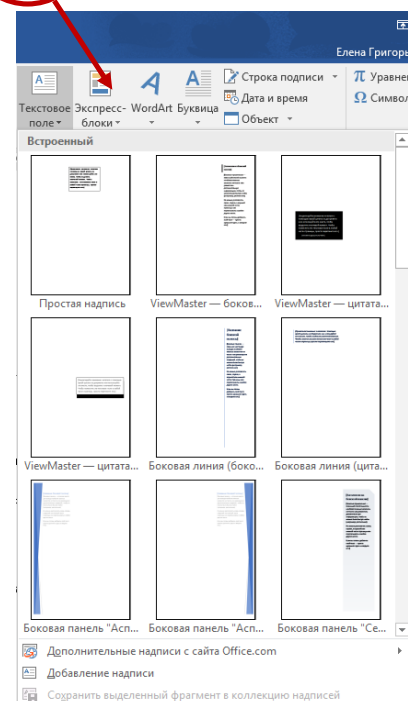 Елена Григорь
Текстовое поле
Экспресс-блоки
WordArt
Буквица
Строка подписи
Дата и время
Объект
π Уравнен
Ω Символ
Встроенный
Простая надпись
ViewMaster — боков...
ViewMaster — цитата...
ViewMaster — цитата...
Боковая линия (боко...
Боковая линия (цита...
Боковая панель "Асп...
Боковая панель "Асп...
Боковая панель "Се...
Дополнительные надписи с сайта Office.com
Добавление надписи
Сохранить выделенный фрагмент в коллекцию надписей